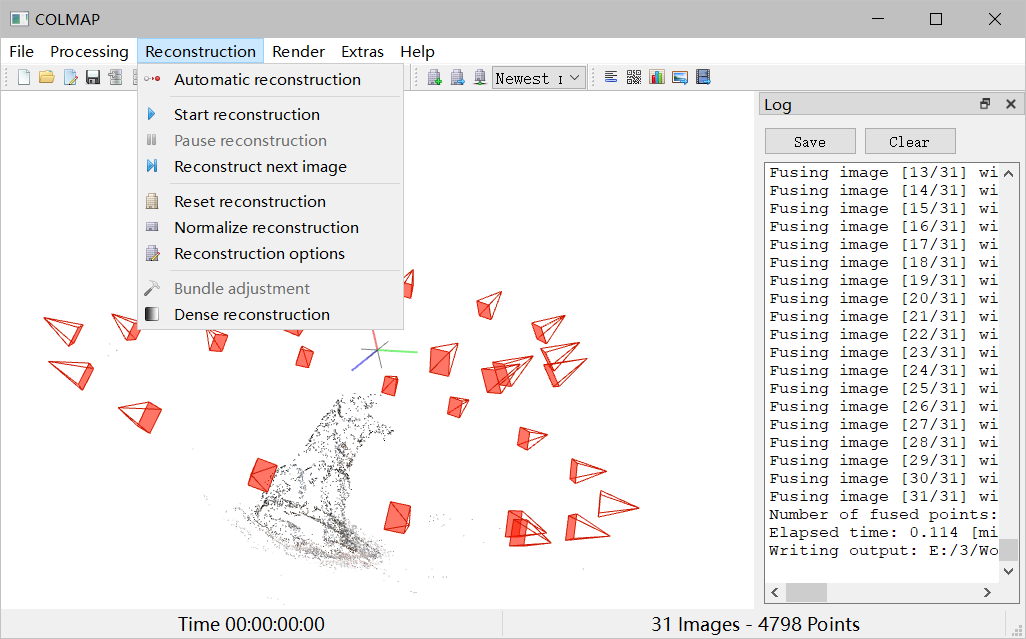 COLMAP
File Processing Reconstruction Render Extras Help
Newest
Automatic reconstruction
Start reconstruction
Pause reconstruction
Reconstruct next image
Reset reconstruction
Normalize reconstruction
Reconstruction options
Bundle adjustment
Dense reconstruction
Log
Save Clear
Fusing image [13/31] wi
Fusing image [14/31] wi
Fusing image [15/31] wi
Fusing image [16/31] wi
Fusing image [17/31] wi
Fusing image [18/31] wi
Fusing image [19/31] wi
Fusing image [20/31] wi
Fusing image [21/31] wi
Fusing image [22/31] wi
Fusing image [23/31] wi
Fusing image [24/31] wi
Fusing image [25/31] wi
Fusing image [26/31] wi
Fusing image [27/31] wi
Fusing image [28/31] wi
Fusing image [29/31] wi
Fusing image [30/31] wi
Fusing image [31/31] wi
Number of fused points:
Elapsed time: 0.114 [mi
Writing output: E:/3/Wo
Time 00:00:00:00
31 Images - 4798 Points